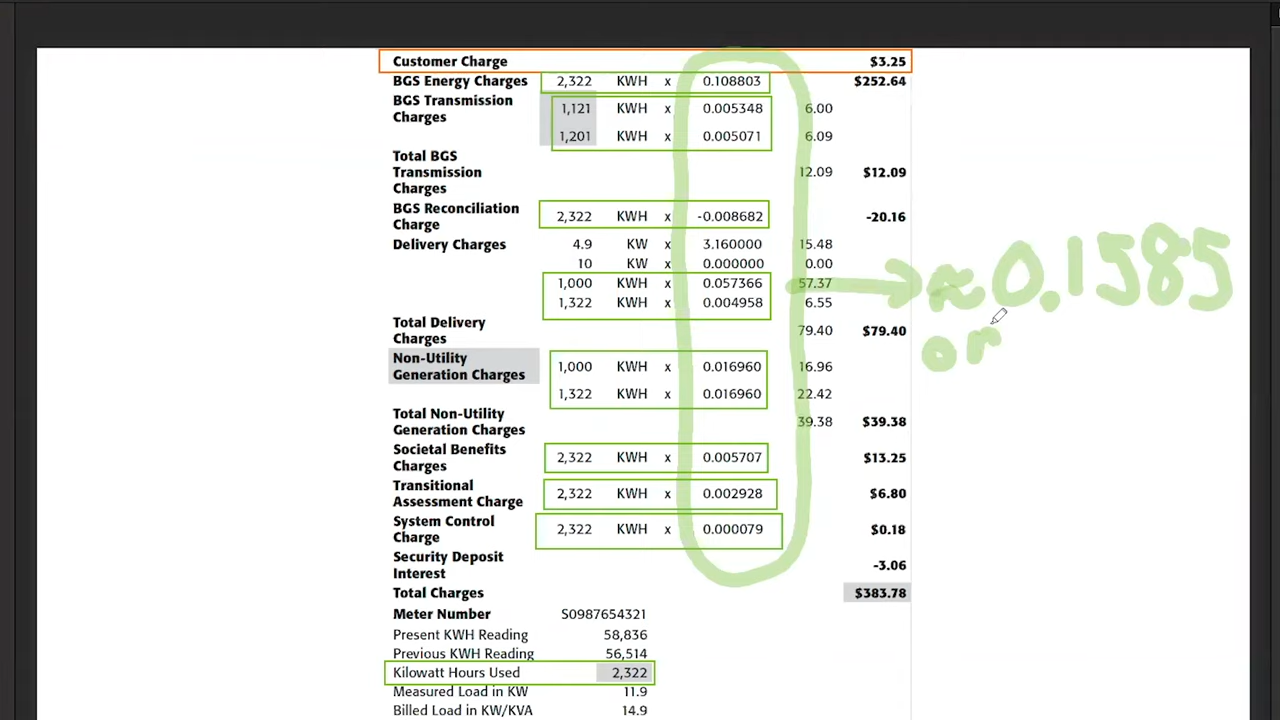 Customer Charge $3.25
BGS Energy Charges 2,322 KWH x 0.108803 $252.64
BGS Transmission
Charges 1,121 KWH x 0.005348 6.00
1,201 KWH x 0.005071 6.09
Total BGS
Transmission 12.09 $12.09
Charges
BGS Reconciliation
Charge 2,322 KWH x -0.008682 -20.16
Delivery Charges 4.9 KW x 3.160000 15.48
10 KW x 0.000000 0.00
1,000 KWH x 0.057366 57.37
1,322 KWH x 0.004958 6.55
≈0.1585
or
Total Delivery
Charges 79.40 $79.40
Non-Utility
Generation Charges 1,000 KWH x 0.016960 16.96
1,322 KWH x 0.016960 22.42
Total Non-Utility
Generation Charges 39.38 $39.38
Societal Benefits
Charges 2,322 KWH x 0.005707 $13.25
Transitional
Assessment Charge 2,322 KWH x 0.002928 $6.80
System Control
Charge 2,322 KWH x 0.000079 $0.18
Security Deposit
Interest -3.06
Total Charges $383.78
Meter Number S0987654321
Present KWH Reading 58,836
Previous KWH Reading 56,514
Kilowatt Hours Used 2,322
Measured Load in KW 11.9
Billed Load in KW/KVA 14.9